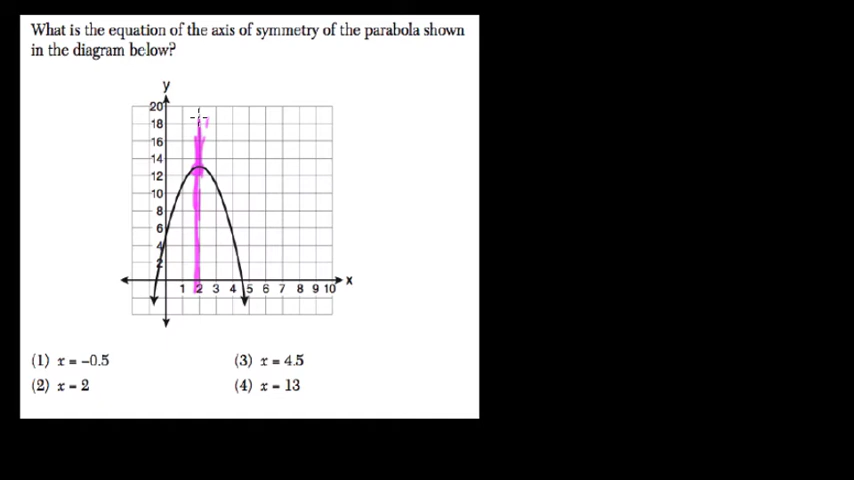 What is the equation of the axis of symmetry of the parabola shown
in the diagram below?
y
20
18
16
14
12
10
8
6
4
2
1 2 3 4 5 6 7 8 9 10 x
(1) x = −0.5
(3) x = 4.5
(2) x = 2
(4) x = 13